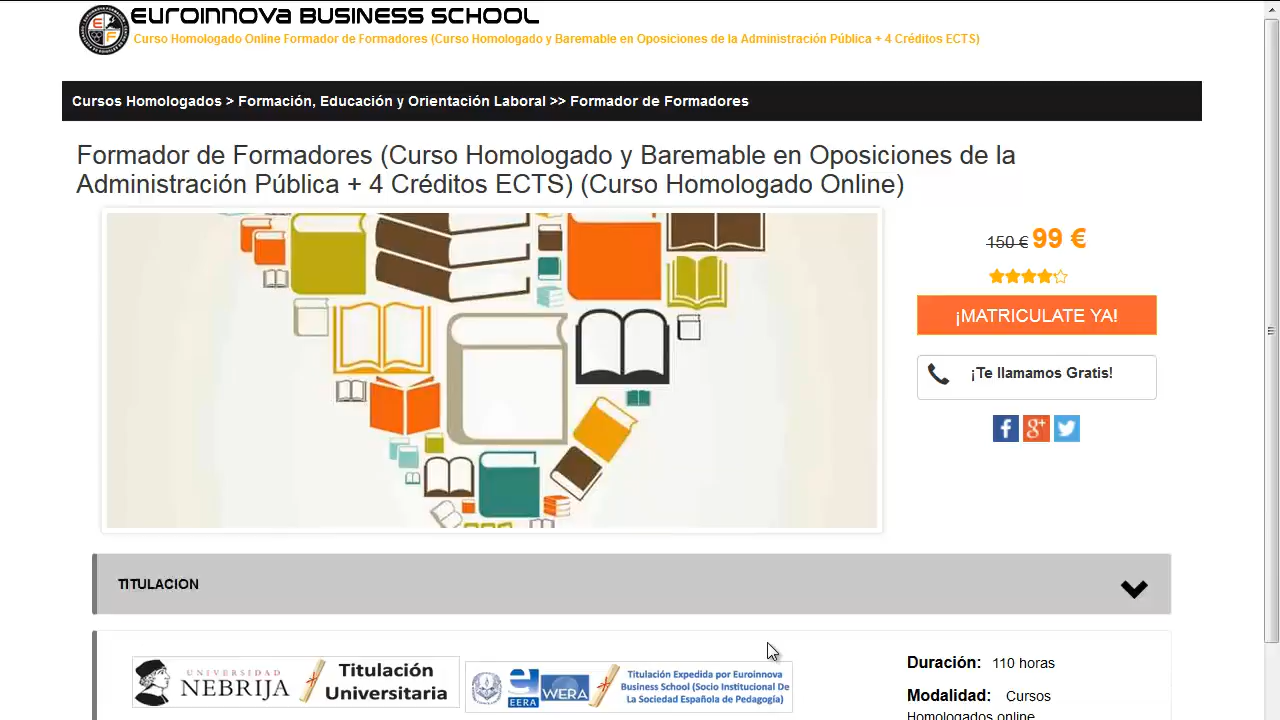 Euroinnova Business School
Curso Homologado Online Formador de Formadores (Curso Homologado y Baremable en Oposiciones de la Administración Pública + 4 Créditos ECTS)
Cursos Homologados > Formación, Educación y Orientación Laboral >> Formador de Formadores
Formador de Formadores (Curso Homologado y Baremable en Oposiciones de la
Administración Pública + 4 Créditos ECTS) (Curso Homologado Online)
150 € 99 €
¡MATRICULATE YA!
¡Te llamamos Gratis!
TITULACION
UNIVERSIDAD
NEBRIJA
Titulación
Universitaria
EERA
WERA
Titulación Expedida por Euroinnova
Business School (Socio Institucional De
La Sociedad Española de Pedagogía)
Duración: 110 horas
Modalidad: Cursos
Homologados online